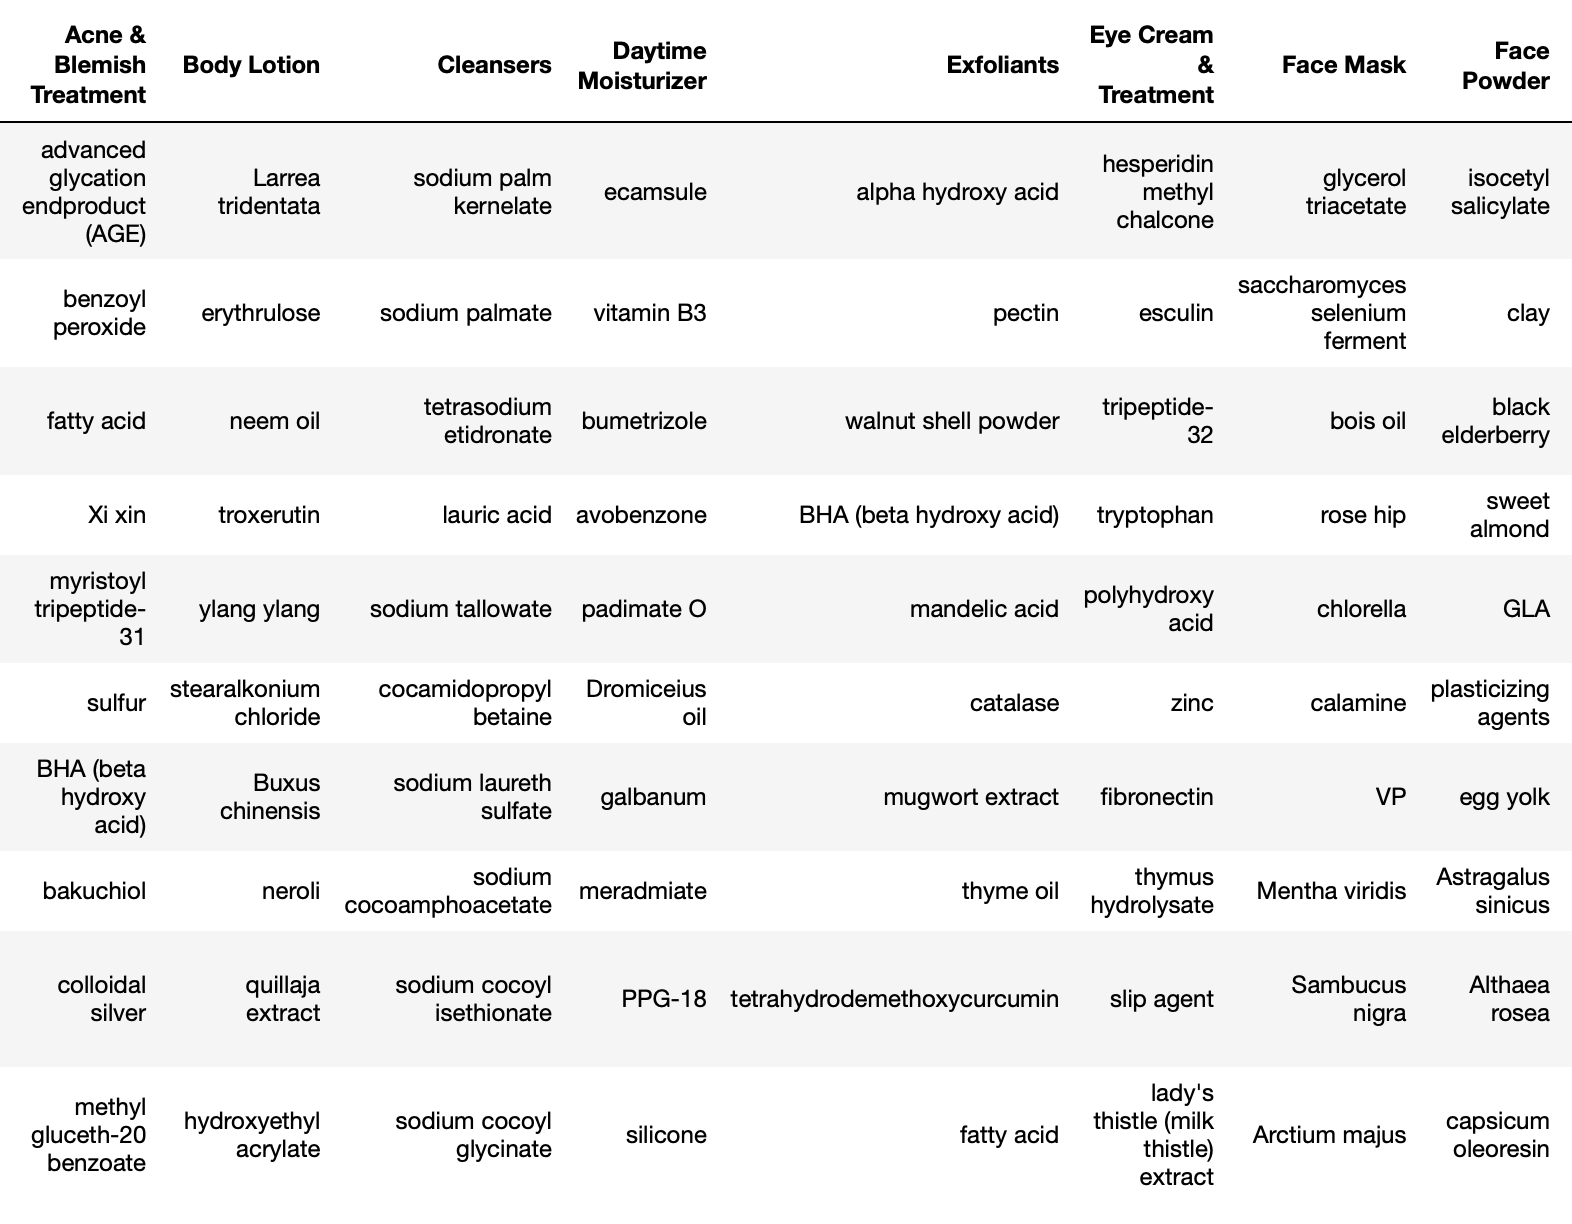 Acne &
Blemish
Treatment
Body Lotion
Cleansers
Daytime
Moisturizer
Exfoliants
Eye Cream
&
Treatment
Face Mask
Face
Powder
advanced
glycation
endproduct
(AGE)
Larrea
tridentata
sodium palm
kernelate
ecamsule
alpha hydroxy acid
hesperidin
methyl
chalcone
glycerol
triacetate
isocetyl
salicylate
benzoyl
peroxide
erythrulose
sodium palmate
vitamin B3
pectin
esculin
saccharomyces
selenium
ferment
clay
fatty acid
neem oil
tetrasodium
etidronate
bumetrizole
walnut shell powder
tripeptide-
32
bois oil
black
elderberry
Xi xin
troxerutin
lauric acid
avobenzone
BHA (beta hydroxy acid)
tryptophan
rose hip
sweet
almond
myristoyl
tripeptide-
31
ylang ylang
sodium tallowate
padimate O
mandelic acid
polyhydroxy
acid
chlorella
GLA
sulfur
stearalkonium
chloride
cocamidopropyl
betaine
Dromiceius
oil
catalase
zinc
calamine
plasticizing
agents
BHA (beta
hydroxy
acid)
Buxus
chinensis
sodium laureth
sulfate
galbanum
mugwort extract
fibronectin
VP
egg yolk
bakuchiol
neroli
sodium
cocoamphoacetate
meradmiate
thyme oil
thymus
hydrolysate
Mentha viridis
Astragalus
sinicus
colloidal
silver
quillaja
extract
sodium cocoyl
isethionate
PPG-18
tetrahydrodemethoxycurcumin
slip agent
Sambucus
nigra
Althaea
rosea
methyl
gluceth-20
benzoate
hydroxyethyl
acrylate
sodium cocoyl
glycinate
silicone
fatty acid
lady's
thistle (milk
thistle)
extract
Arctium majus
capsicum
oleoresin